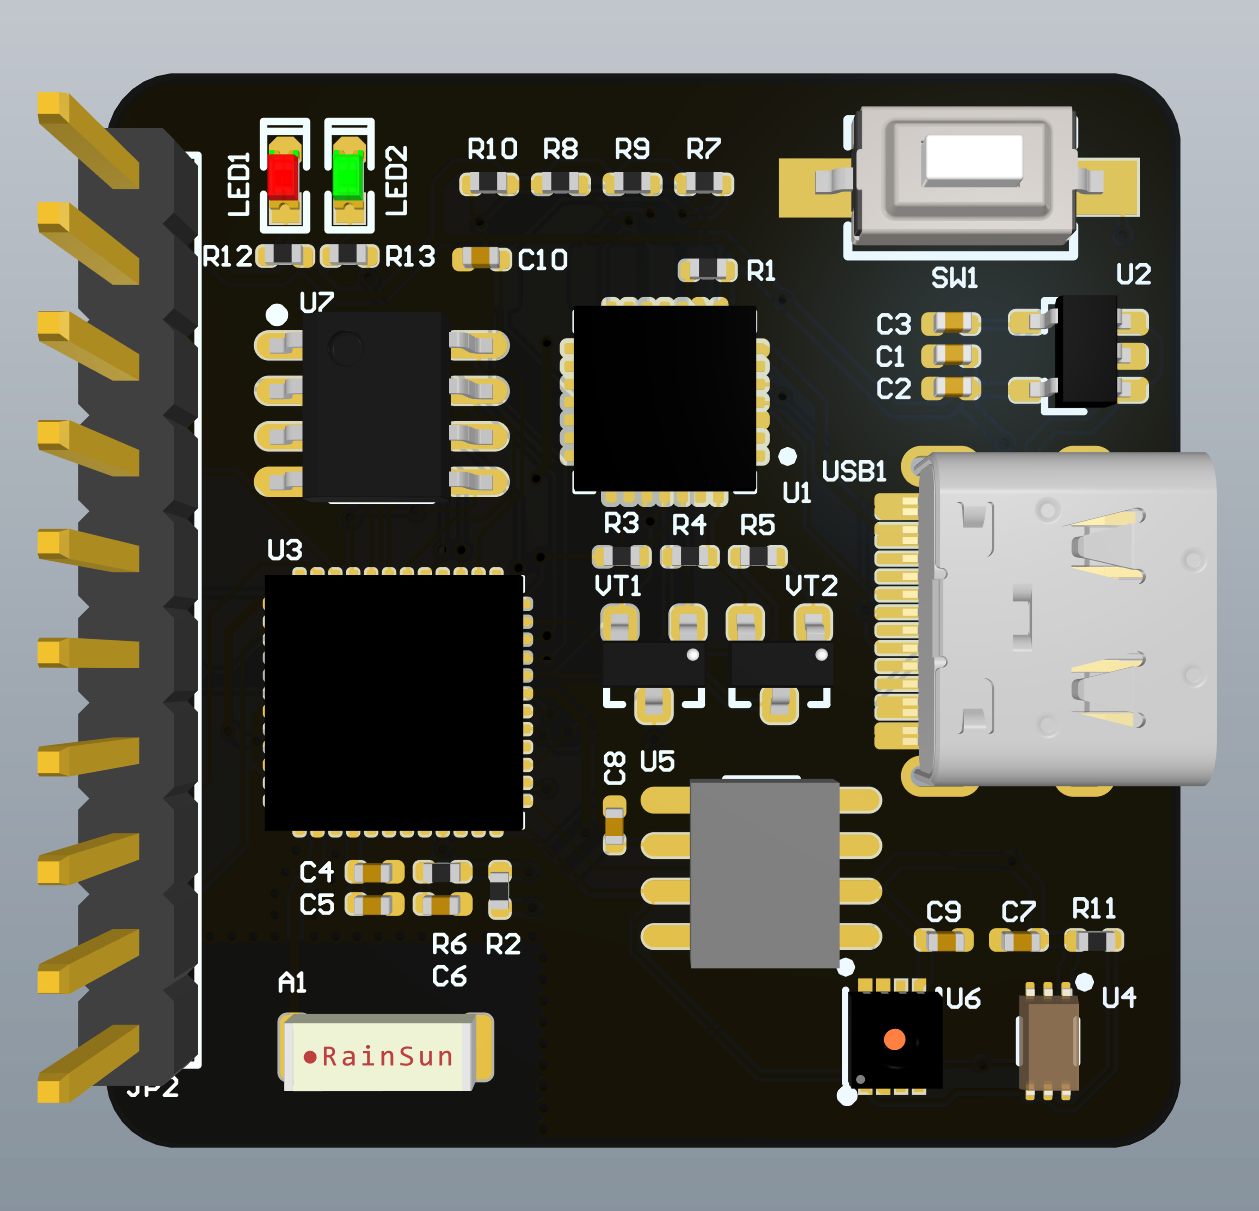 LED1
LED2
R10 R8 R9 R7
R12
R13
C10
R1
SW1
U2
U7
C3
C1
C2
USB1
U1
R3 R4 R5
U3
VT1
VT2
C8
U5
C4
C5
R6 R2
C6
C9
C7
R11
A1
U6
U4
RainSun
JP2